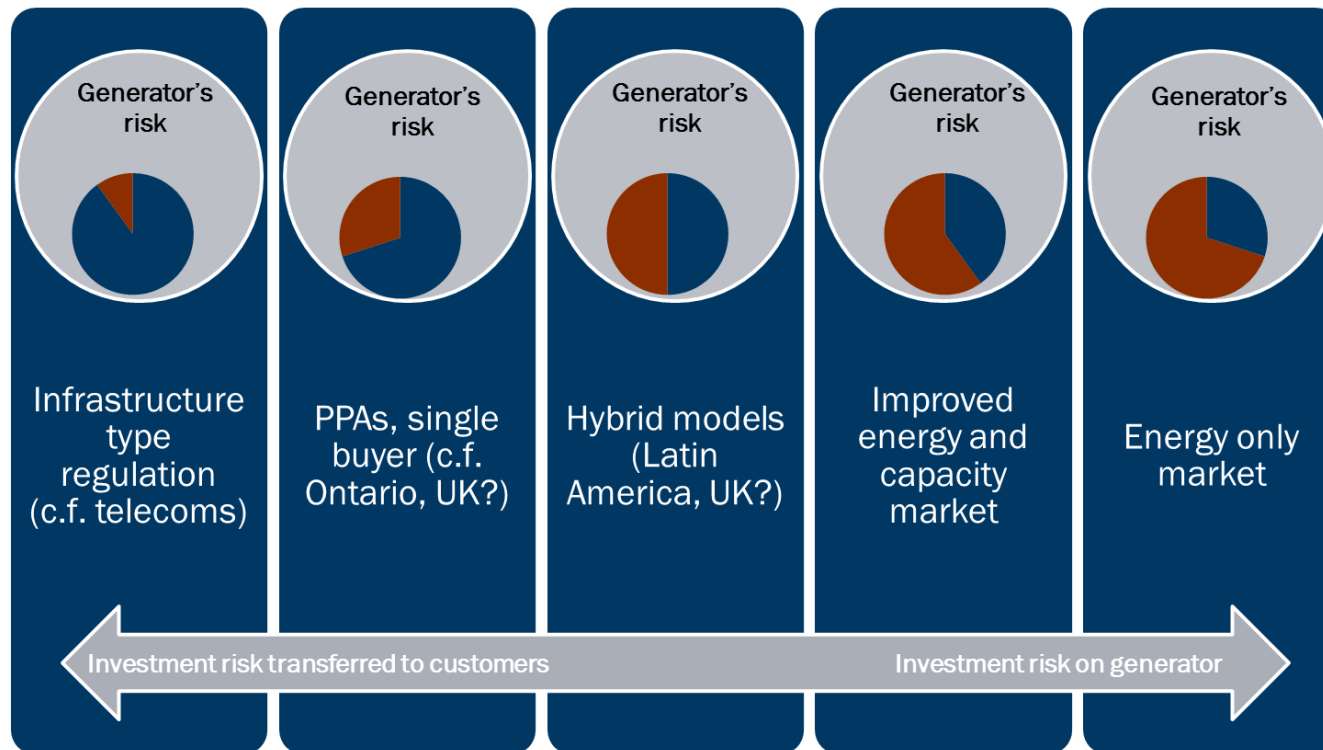 Generator's
risk
Infrastructure
type
regulation
(c.f. telecoms)
Generator's
risk
PPAs, single
buyer (c.f.
Ontario, UK?)
Generator's
risk
Hybrid models
(Latin
America, UK?)
Generator's
risk
Improved
energy and
capacity
market
Generator's
risk
Energy only
market
Investment risk transferred to customers
Investment risk on generator